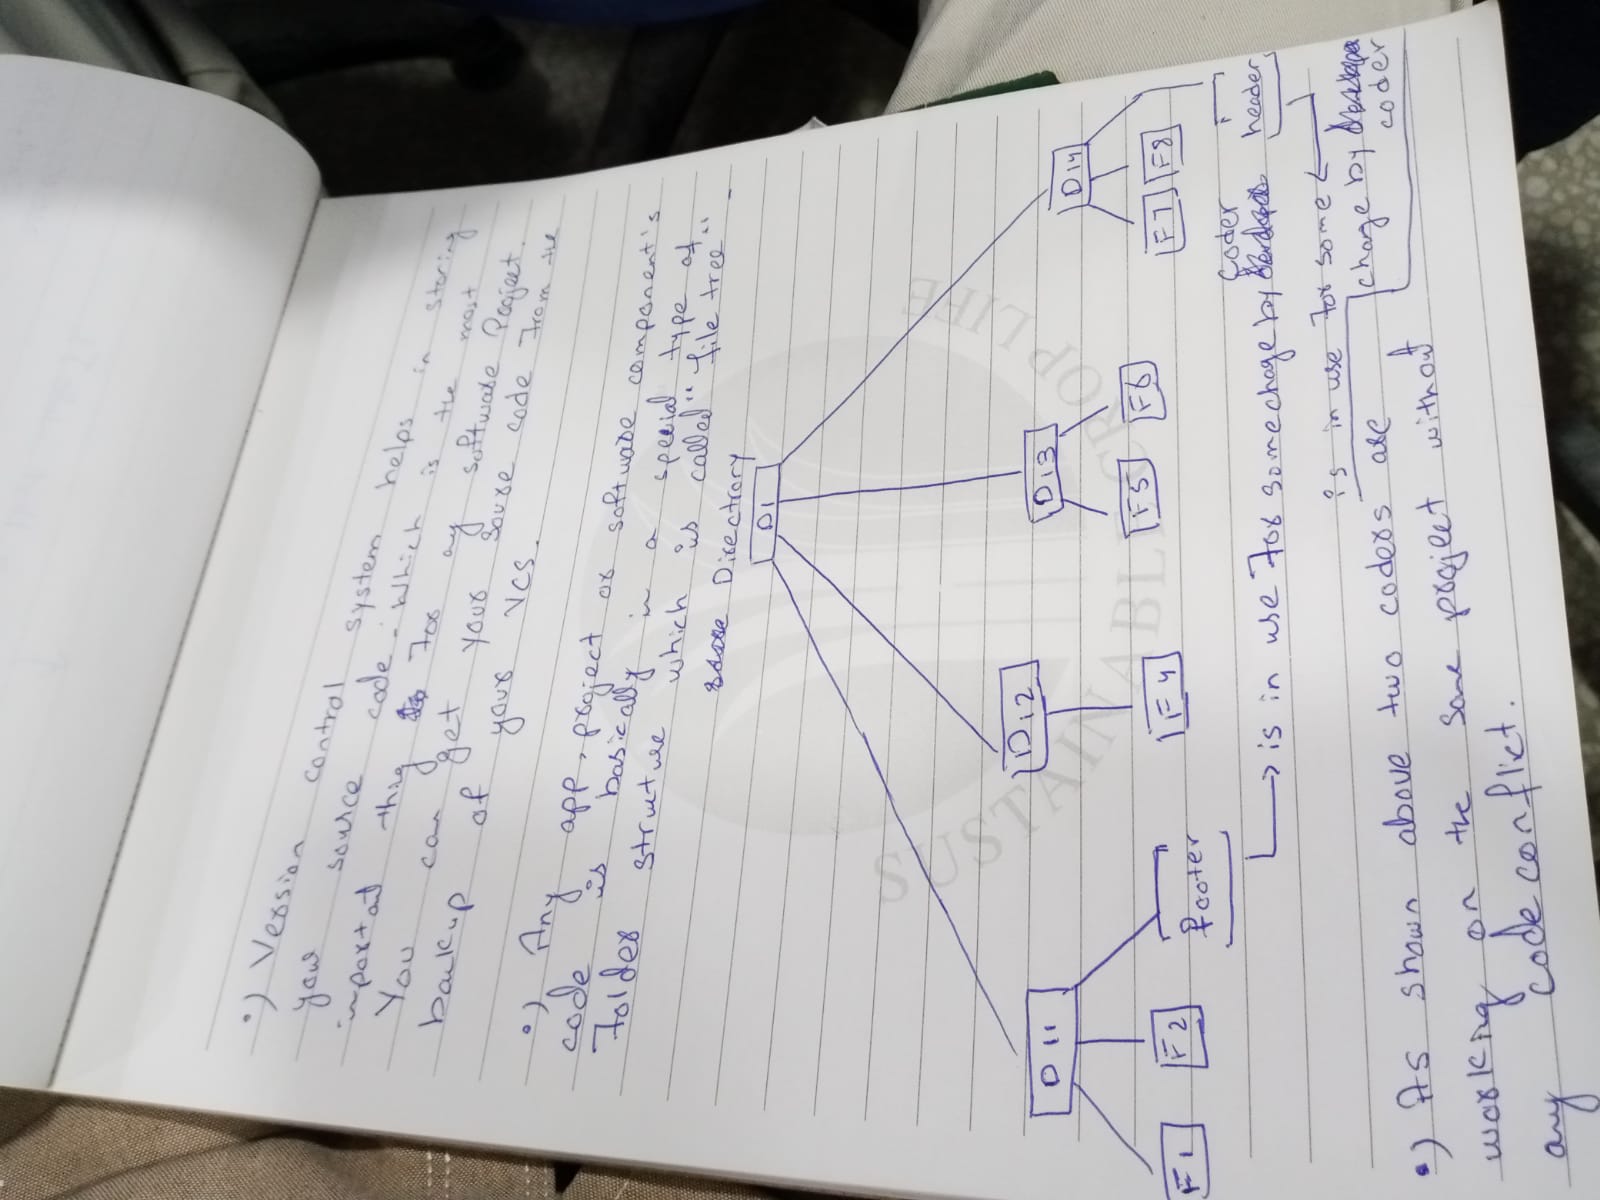 •) Version control system helps in storing
your source code. Which is the most
important thing for any software Project.
You can get your source code from the
backup of your VCS.
•) Any app, project or software component's
code is basically in a special type of
folder strutuse which is called "file tree"
Directrory
D1
D11 D12 D13 D14
F1 F2 footer F4 F5 F6 F7 F8 header
coder
is in use for some change by
is in use for some
change by
coder
•) As shown above two coders are
working on the same project without
any code conflict.
SUSTAINABLE CROP LIFE